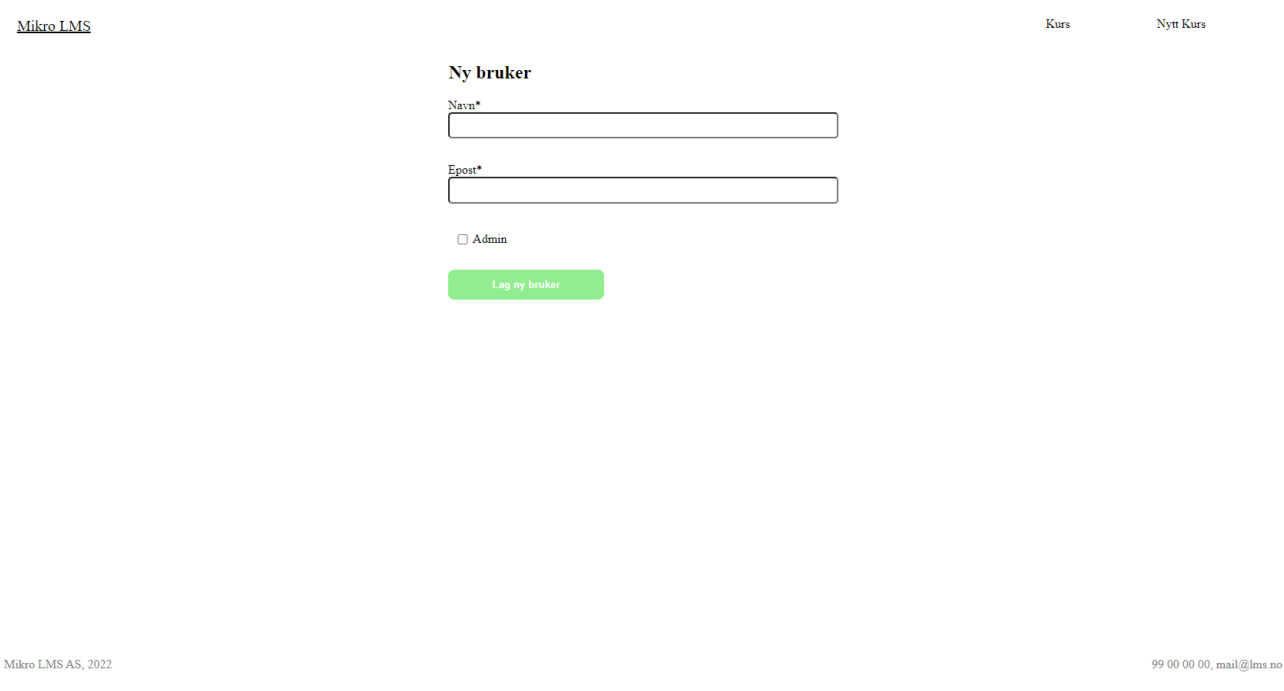 Mikro LMS
Kurs
Nytt Kurs
Ny bruker
Navn*
Epost*
Admin
Lag ny bruker
Mikro LMS AS, 2022
99 00 00 00, mail@lms.no